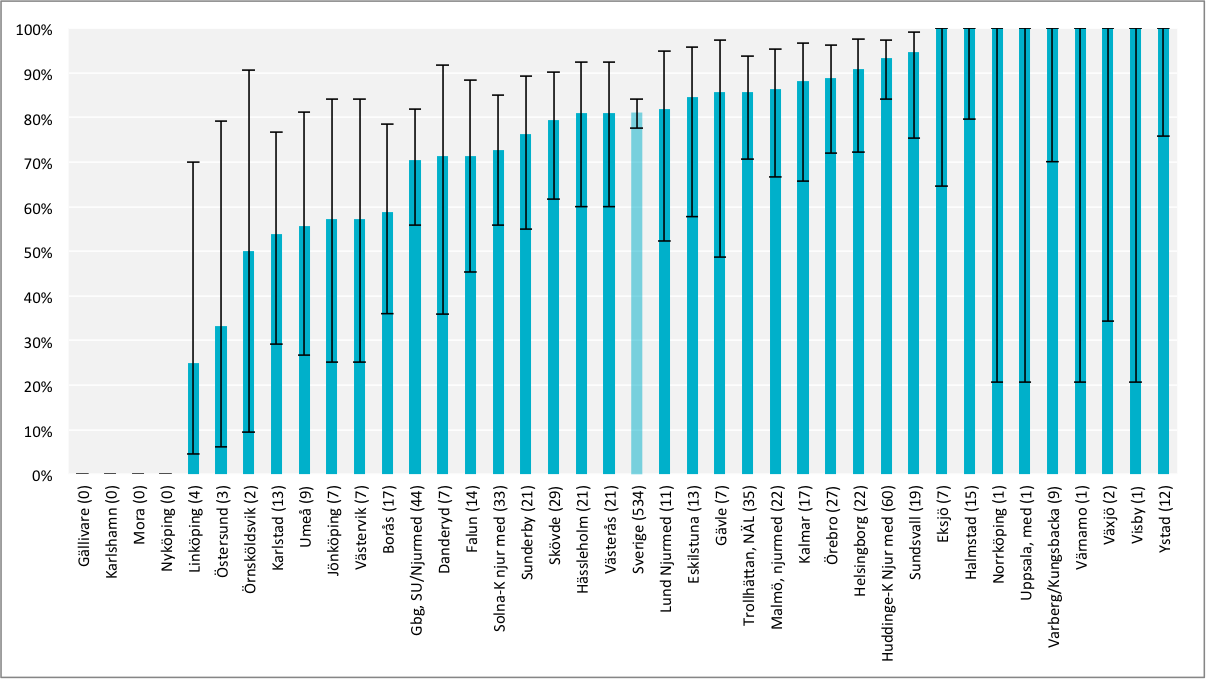 100%
90%
80%
70%
60%
50%
40%
30%
20%
10%
0%
Gällivare (0)
Karlshamn (0)
Mora (0)
Nyköping (0)
Linköping (4)
Östersund (3)
Örnsköldsvik (2)
Karlstad (13)
Umeå (9)
Jönköping (7)
Västervik (7)
Borås (17)
Gbg, SU/Njurmed (44)
Danderyd (7)
Falun (14)
Solna-K njur med (33)
Sunderby (21)
Skövde (29)
Hässleholm (21)
Västerås (21)
Sverige (534)
Lund Njurmed (11)
Eskilstuna (13)
Gävle (7)
Trollhättan, NÄL (35)
Malmö, njurmed (22)
Kalmar (17)
Örebro (27)
Helsingborg (22)
Huddinge-K Njur med (60)
Sundsvall (19)
Eksjö (7)
Halmstad (15)
Norrköping (1)
Uppsala, med (1)
Varberg/Kungsbacka (9)
Värnamo (1)
Växjö (2)
Visby (1)
Ystad (12)